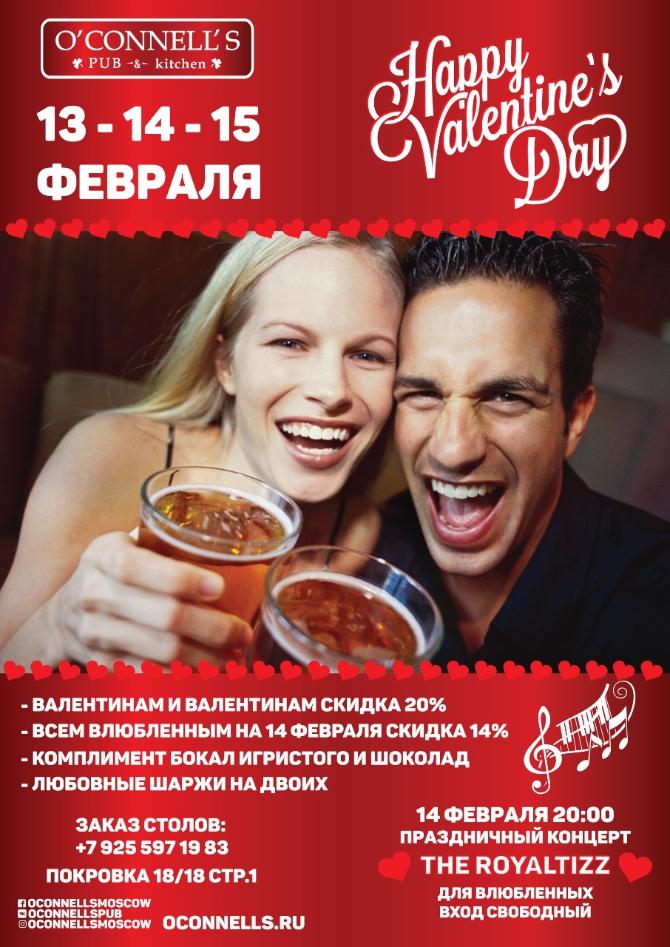 O'CONNELL'S
PUB -&- kitchen
Happy
Valentine's
Day
13 - 14 - 15
ФЕВРАЛЯ
- ВАЛЕНТИНАМ И ВАЛЕНТИНАМ СКИДКА 20%
- ВСЕМ ВЛЮБЛЕННЫМ НА 14 ФЕВРАЛЯ СКИДКА 14%
- КОМПЛИМЕНТ БОКАЛ ИГРИСТОГО И ШОКОЛАД
- ЛЮБОВНЫЕ ШАРЖИ НА ДВОИХ
ЗАКАЗ СТОЛОВ:
+7 925 597 19 83
ПОКРОВКА 18/18 СТР.1
OCONNELLSMOSCOW
OCONNELLSPUB
OCONNELLSMOSCOW
OCONNELLS.RU
14 ФЕВРАЛЯ 20:00
ПРАЗДНИЧНЫЙ КОНЦЕРТ
THE ROYALTIZZ
ДЛЯ ВЛЮБЛЕННЫХ
ВХОД СВОБОДНЫЙ